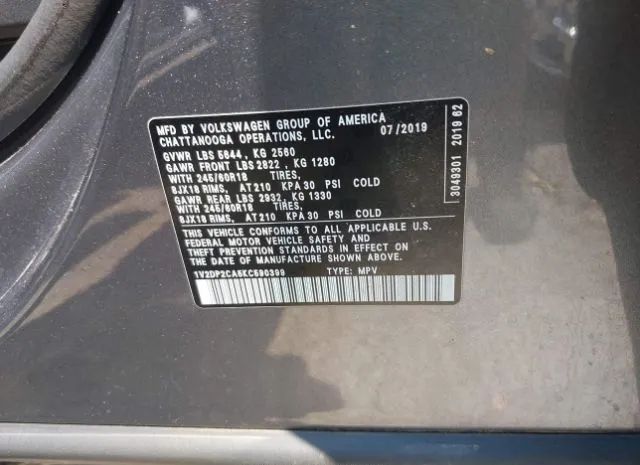 MFD BY VOLKSWAGEN GROUP OF AMERICA
CHATTANOOGA OPERATIONS, LLC. 07/2019
GVWR LBS 5644 , KG 2560
GAWR FRONT LBS 2822 , KG 1280
WITH 245/60R18 TIRES,
8JX18 RIMS, AT 210 KPA 30 PSI COLD
GAWR REAR LBS 2932, KG 1330
WITH 245/60R18 TIRES,
8JX18 RIMS, AT 210 KPA 30 PSI COLD
THIS VEHICLE CONFORMS TO ALL APPLICABLE U.S.
FEDERAL MOTOR VEHICLE SAFETY AND
THEFT PREVENTION STANDARDS IN EFFECT ON
THE DATE OF MANUFACTURE SHOWN ABOVE.
1V2DP2CA5KC590399 TYPE: MPV
3049301 2019 62